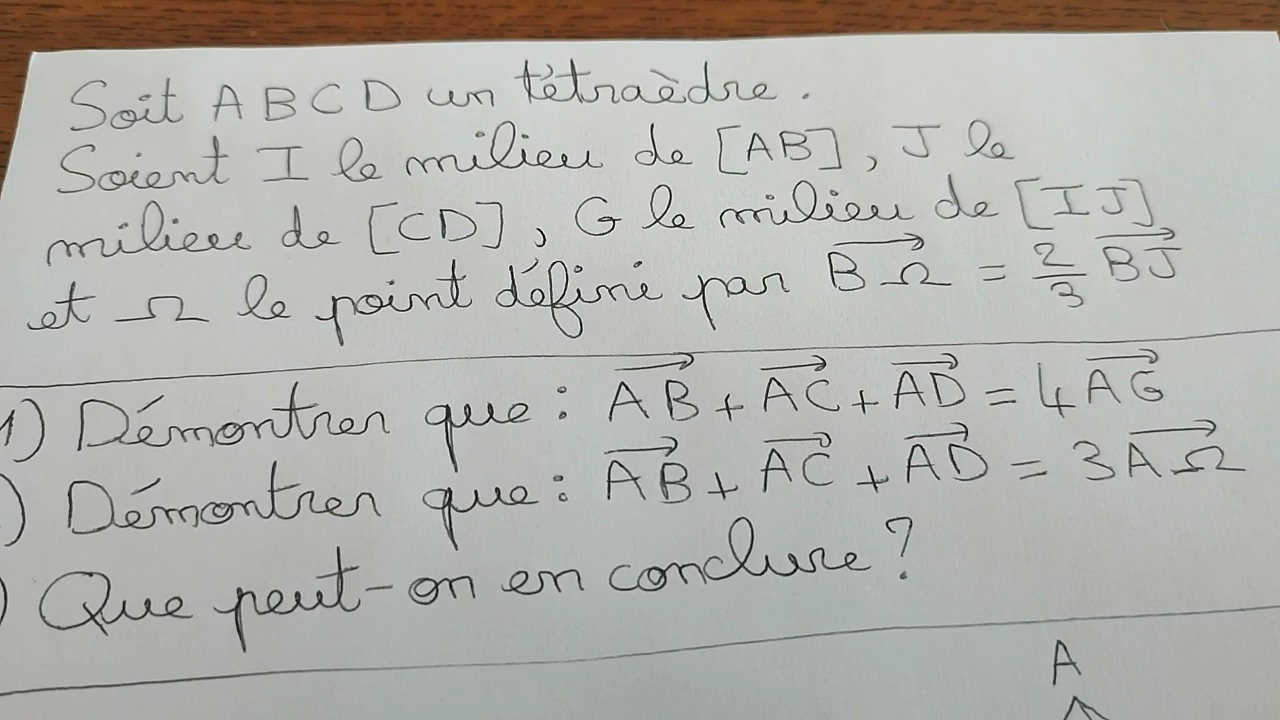 Soit ABCD un tétraèdre.
Soient I le milieu de [AB], J le
milieu de [CD], G le milieu de [IJ]
et Ω le point défini par BΩ = 2/3 BJ
1) Démontrer que: AB + AC + AD = 4AG
) Démontrer que: AB + AC + AD = 3AΩ
) Que peut-on en conclure?
A